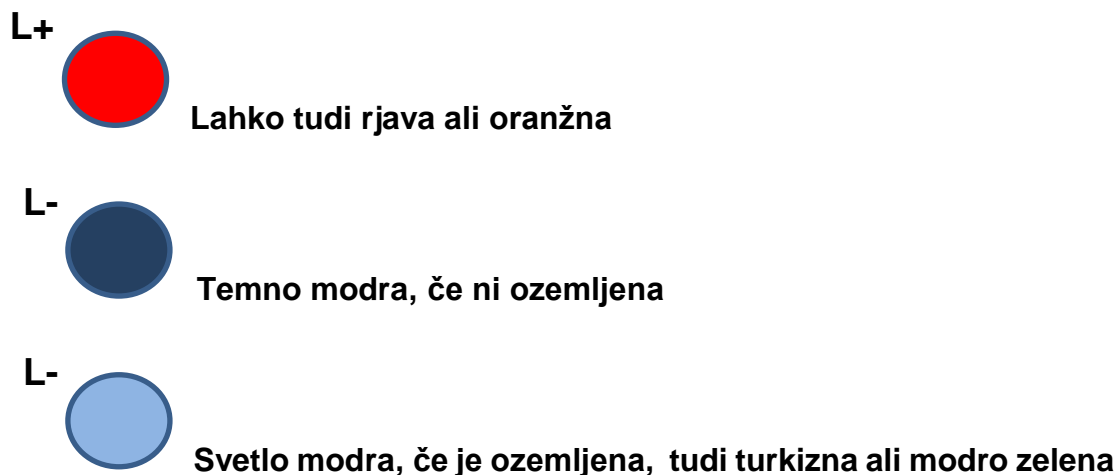 L+
Lahko tudi rjava ali oranžna
L-
Temno modra, če ni ozemljena
L-
Svetlo modra, če je ozemljena, tudi turkizna ali modro zelena